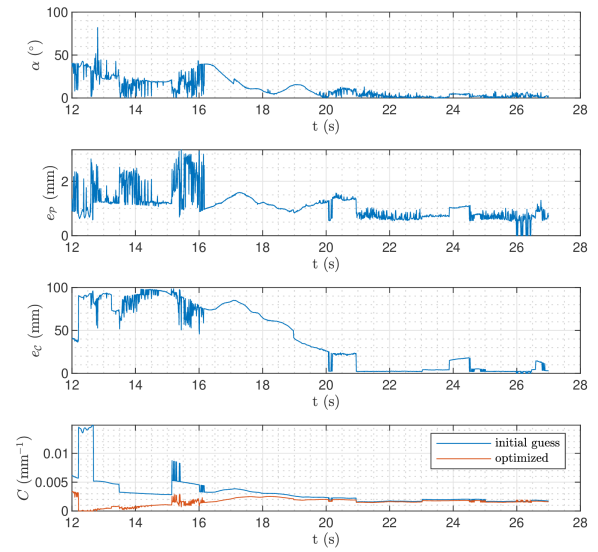 100
50
0
α (°)
12 14 16 18 20 22 24 26 28
t (s)
2
0
e_P (mm)
12 14 16 18 20 22 24 26 28
t (s)
100
50
0
e_C (mm)
12 14 16 18 20 22 24 26 28
t (s)
0.01
0.005
0
C (mm⁻¹)
initial guess
optimized
12 14 16 18 20 22 24 26 28
t (s)